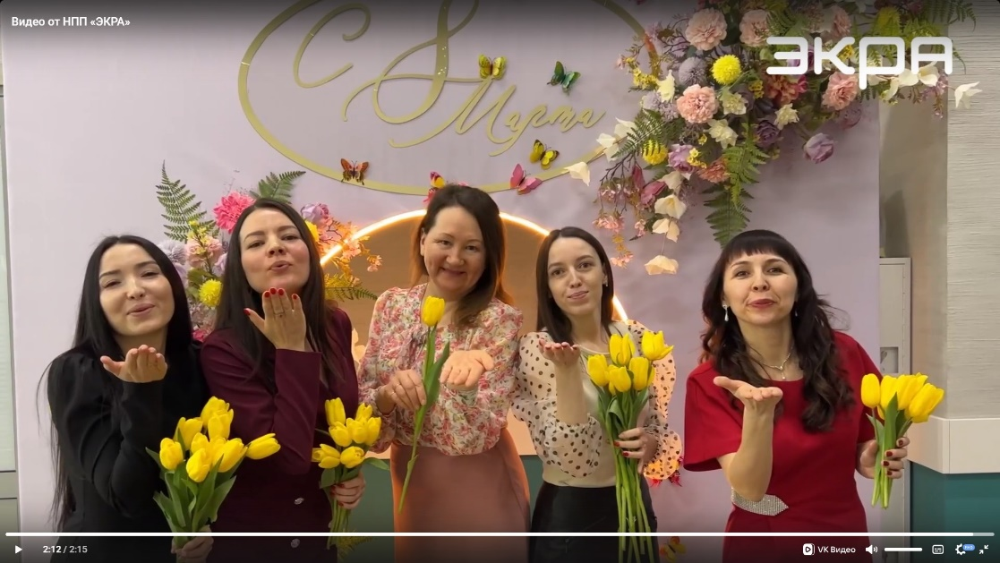 Видео от НПП «ЭКРА»
ЭКРА
С 8
Марта
2:12 / 2:15
VK Видео